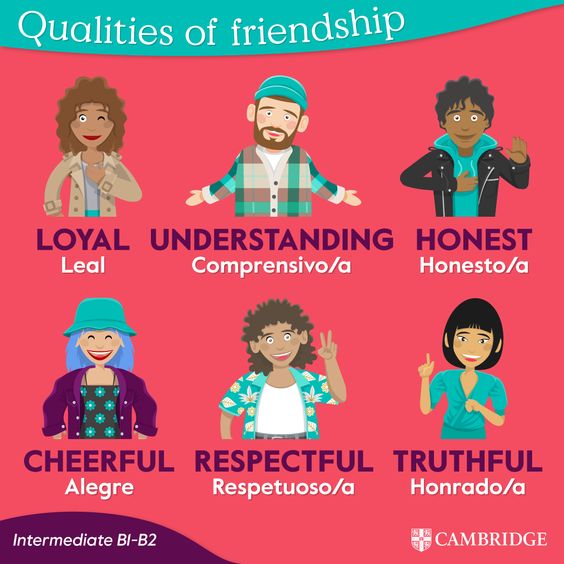 Qualities of friendship
LOYAL UNDERSTANDING HONEST
Leal Comprensivo/a Honesto/a
CHEERFUL RESPECTFUL TRUTHFUL
Alegre Respetuoso/a Honrado/a
Intermediate B1-B2
CAMBRIDGE